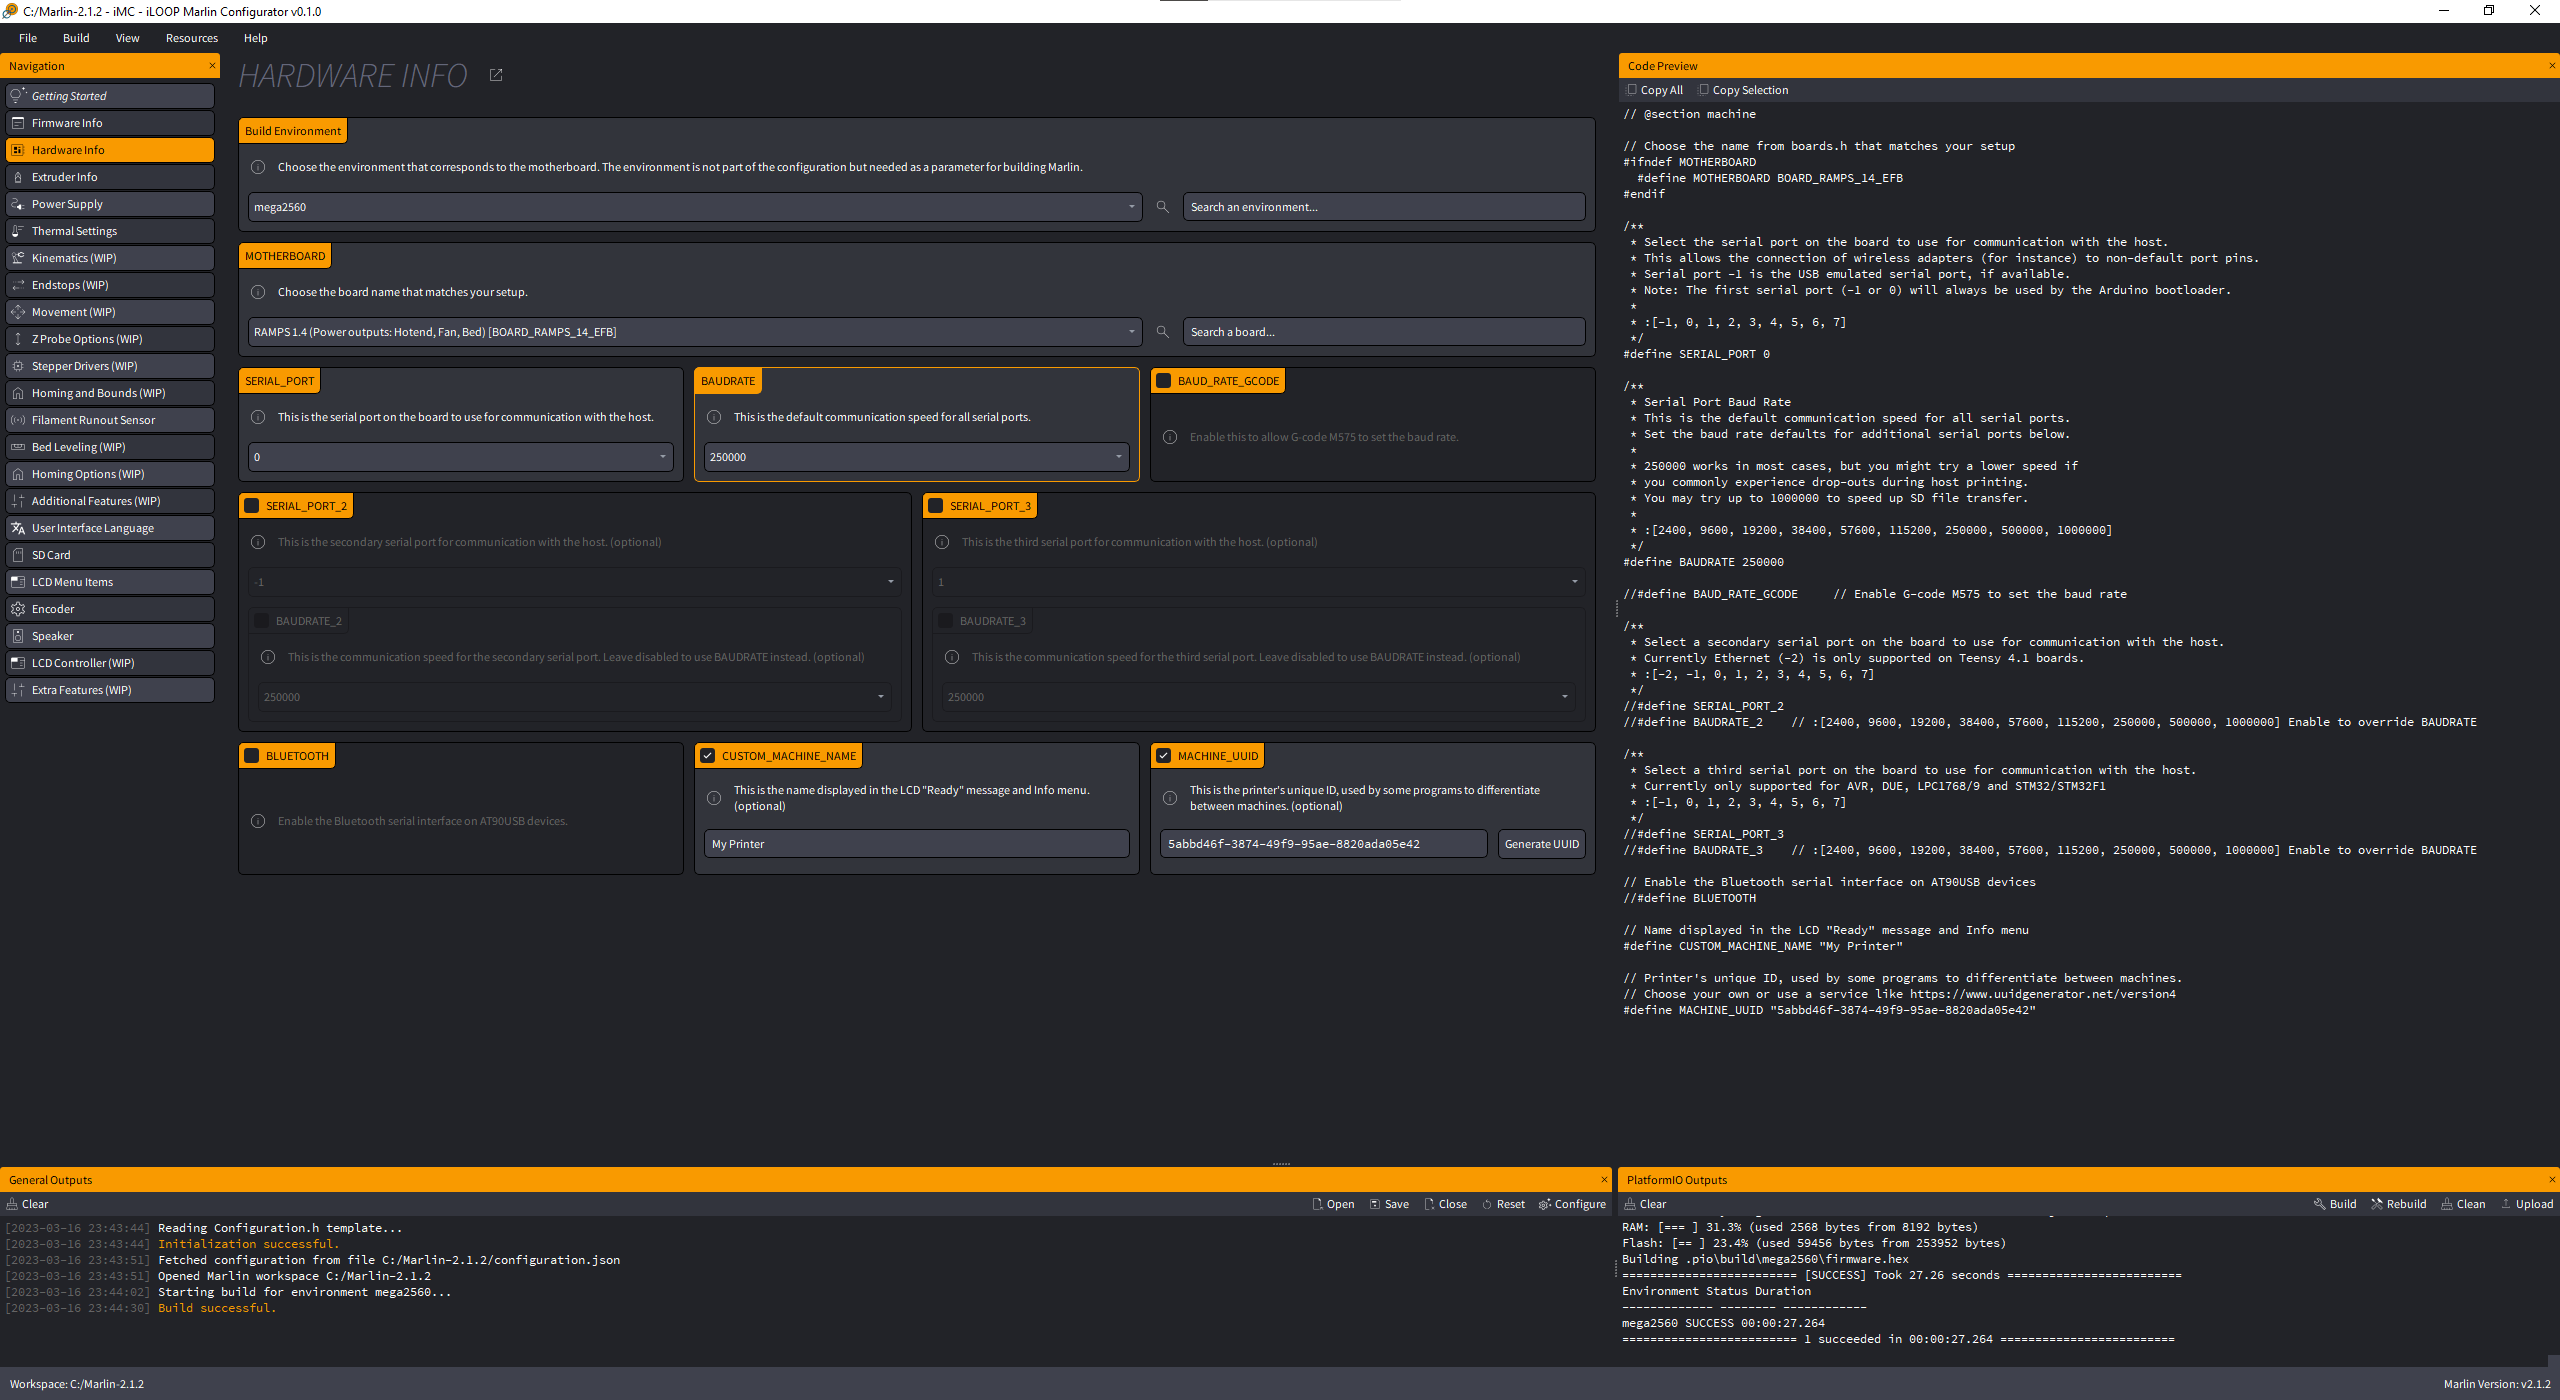 C:/Marlin-2.1.2 - iMC - iLOOP Marlin Configurator v0.1.0
File Build View Resources Help
Navigation
Getting Started
Firmware Info
Hardware Info
Extruder Info
Power Supply
Thermal Settings
Kinematics (WIP)
Endstops (WIP)
Movement (WIP)
Z Probe Options (WIP)
Stepper Drivers (WIP)
Homing and Bounds (WIP)
Filament Runout Sensor
Bed Leveling (WIP)
Homing Options (WIP)
Additional Features (WIP)
User Interface Language
SD Card
LCD Menu Items
Encoder
Speaker
LCD Controller (WIP)
Extra Features (WIP)
HARDWARE INFO
Build Environment
Choose the environment that corresponds to the motherboard. The environment is not part of the configuration but needed as a parameter for building Marlin.
mega2560
Search an environment...
MOTHERBOARD
Choose the board name that matches your setup.
RAMPS 1.4 (Power outputs: Hotend, Fan, Bed) [BOARD_RAMPS_14_EFB]
Search a board...
SERIAL_PORT
This is the serial port on the board to use for communication with the host.
0
BAUDRATE
This is the default communication speed for all serial ports.
250000
BAUD_RATE_GCODE
Enable this to allow G-code M575 to set the baud rate.
SERIAL_PORT_2
This is the secondary serial port for communication with the host. (optional)
-1
BAUDRATE_2
This is the communication speed for the secondary serial port. Leave disabled to use BAUDRATE instead. (optional)
250000
SERIAL_PORT_3
This is the third serial port for communication with the host. (optional)
1
BAUDRATE_3
This is the communication speed for the third serial port. Leave disabled to use BAUDRATE instead. (optional)
250000
BLUETOOTH
Enable the Bluetooth serial interface on AT90USB devices.
CUSTOM_MACHINE_NAME
This is the name displayed in the LCD "Ready" message and Info menu.
(optional)
My Printer
MACHINE_UUID
This is the printer's unique ID, used by some programs to differentiate
between machines. (optional)
5abbd46f-3874-49f9-95ae-8820ada05e42
Generate UUID
Code Preview
Copy All Copy Selection
// @section machine
// Choose the name from boards.h that matches your setup
#ifndef MOTHERBOARD
#define MOTHERBOARD BOARD_RAMPS_14_EFB
#endif
/**
* Select the serial port on the board to use for communication with the host.
* This allows the connection of wireless adapters (for instance) to non-default port pins.
* Serial port -1 is the USB emulated serial port, if available.
* Note: The first serial port (-1 or 0) will always be used by the Arduino bootloader.
*
* :[-1, 0, 1, 2, 3, 4, 5, 6, 7]
*/
#define SERIAL_PORT 0
/**
* Serial Port Baud Rate
* This is the default communication speed for all serial ports.
* Set the baud rate defaults for additional serial ports below.
*
* 250000 works in most cases, but you might try a lower speed if
* you commonly experience drop-outs during host printing.
* You may try up to 1000000 to speed up SD file transfer.
*
* :[2400, 9600, 19200, 38400, 57600, 115200, 250000, 500000, 1000000]
*/
#define BAUDRATE 250000
//#define BAUD_RATE_GCODE // Enable G-code M575 to set the baud rate
/**
* Select a secondary serial port on the board to use for communication with the host.
* Currently Ethernet (-2) is only supported on Teensy 4.1 boards.
* :[-2, -1, 0, 1, 2, 3, 4, 5, 6, 7]
*/
//#define SERIAL_PORT_2
//#define BAUDRATE_2 // :[2400, 9600, 19200, 38400, 57600, 115200, 250000, 500000, 1000000] Enable to override BAUDRATE
/**
* Select a third serial port on the board to use for communication with the host.
* Currently only supported for AVR, DUE, LPC1768/9 and STM32/STM32F1
* :[-1, 0, 1, 2, 3, 4, 5, 6, 7]
*/
//#define SERIAL_PORT_3
//#define BAUDRATE_3 // :[2400, 9600, 19200, 38400, 57600, 115200, 250000, 500000, 1000000] Enable to override BAUDRATE
// Enable the Bluetooth serial interface on AT90USB devices
//#define BLUETOOTH
// Name displayed in the LCD "Ready" message and Info menu
#define CUSTOM_MACHINE_NAME "My Printer"
// Printer's unique ID, used by some programs to differentiate between machines.
// Choose your own or use a service like https://www.uuidgenerator.net/version4
#define MACHINE_UUID "5abbd46f-3874-49f9-95ae-8820ada05e42"
General Outputs
Clear Open Save Close Reset Configure
[2023-03-16 23:43:44] Reading Configuration.h template...
[2023-03-16 23:43:44] Initialization successful.
[2023-03-16 23:43:51] Fetched configuration from file C:/Marlin-2.1.2/configuration.json
[2023-03-16 23:43:51] Opened Marlin workspace C:/Marlin-2.1.2
[2023-03-16 23:44:02] Starting build for environment mega2560...
[2023-03-16 23:44:30] Build successful.
PlatformIO Outputs
Clear Build Rebuild Clean Upload
RAM: [=== ] 31.3% (used 2568 bytes from 8192 bytes)
Flash: [== ] 23.4% (used 59456 bytes from 253952 bytes)
Building .pio\build\mega2560\firmware.hex
========================= [SUCCESS] Took 27.26 seconds =========================
Environment Status Duration
------------- -------- ------------
mega2560 SUCCESS 00:00:27.264
========================= 1 succeeded in 00:00:27.264 =========================
Workspace: C:/Marlin-2.1.2
Marlin Version: v2.1.2